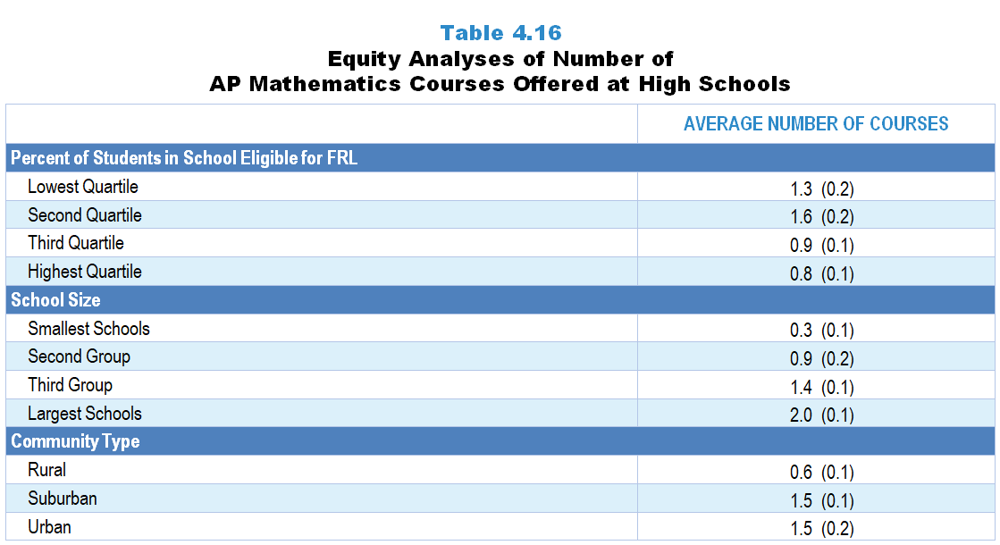 Table 4.16
Equity Analyses of Number of
AP Mathematics Courses Offered at High Schools
AVERAGE NUMBER OF COURSES
Percent of Students in School Eligible for FRL
Lowest Quartile 1.3 (0.2)
Second Quartile 1.6 (0.2)
Third Quartile 0.9 (0.1)
Highest Quartile 0.8 (0.1)
School Size
Smallest Schools 0.3 (0.1)
Second Group 0.9 (0.2)
Third Group 1.4 (0.1)
Largest Schools 2.0 (0.1)
Community Type
Rural 0.6 (0.1)
Suburban 1.5 (0.1)
Urban 1.5 (0.2)